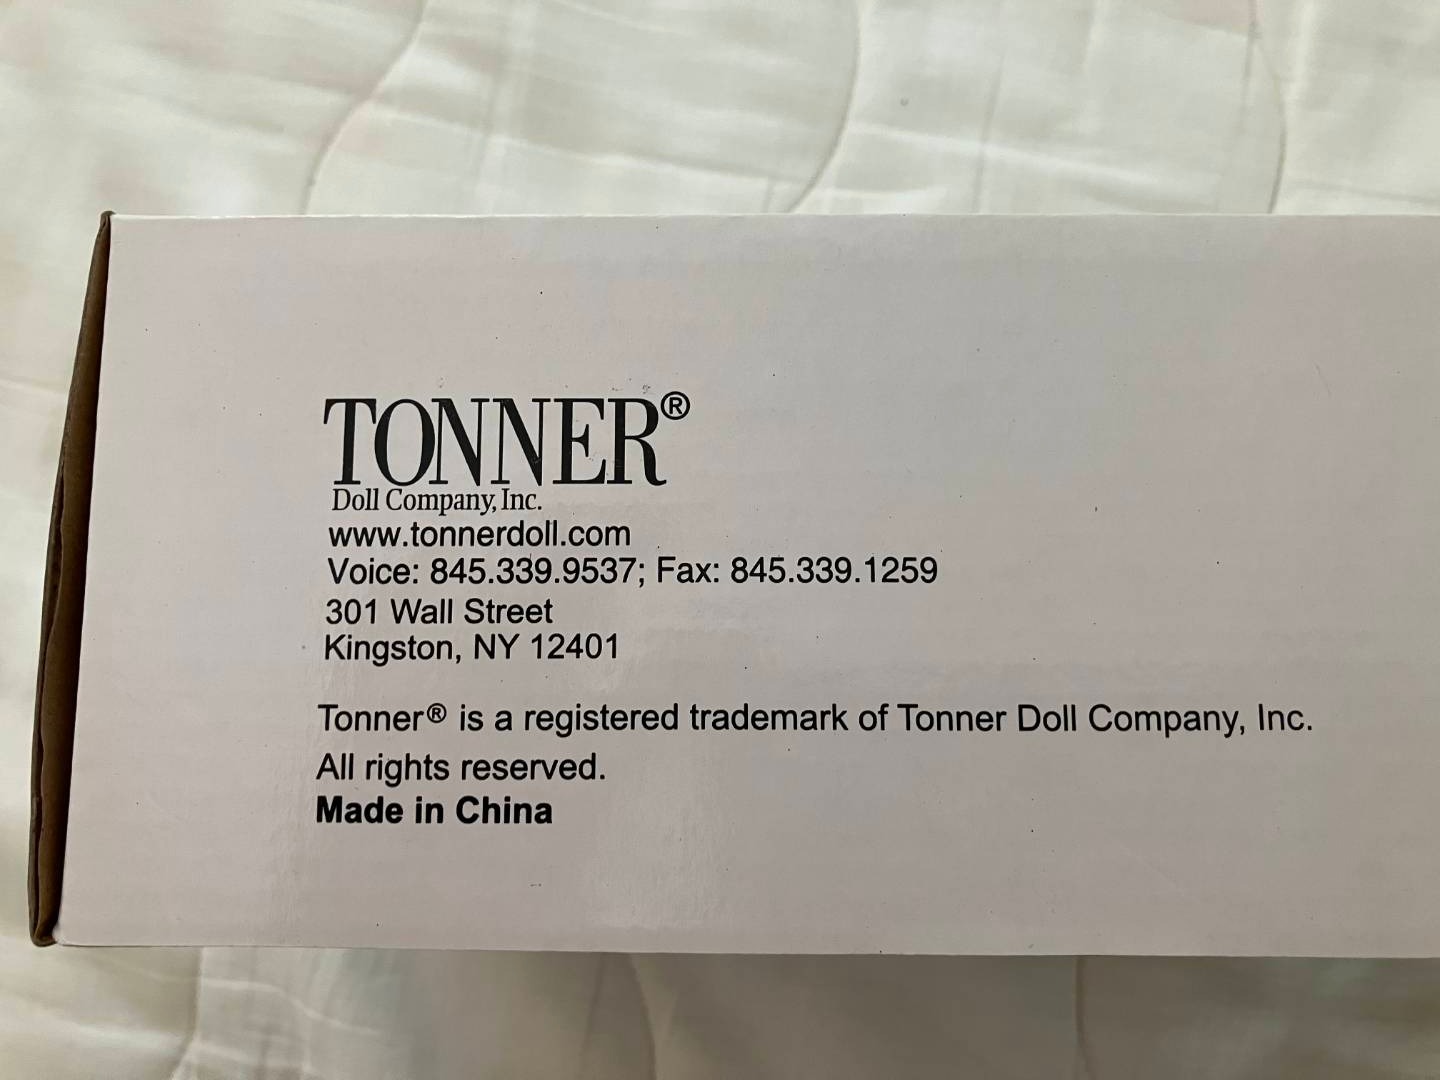 TONNER®
Doll Company, Inc.
www.tonnerdoll.com
Voice: 845.339.9537; Fax: 845.339.1259
301 Wall Street
Kingston, NY 12401
Tonner® is a registered trademark of Tonner Doll Company, Inc.
All rights reserved.
Made in China